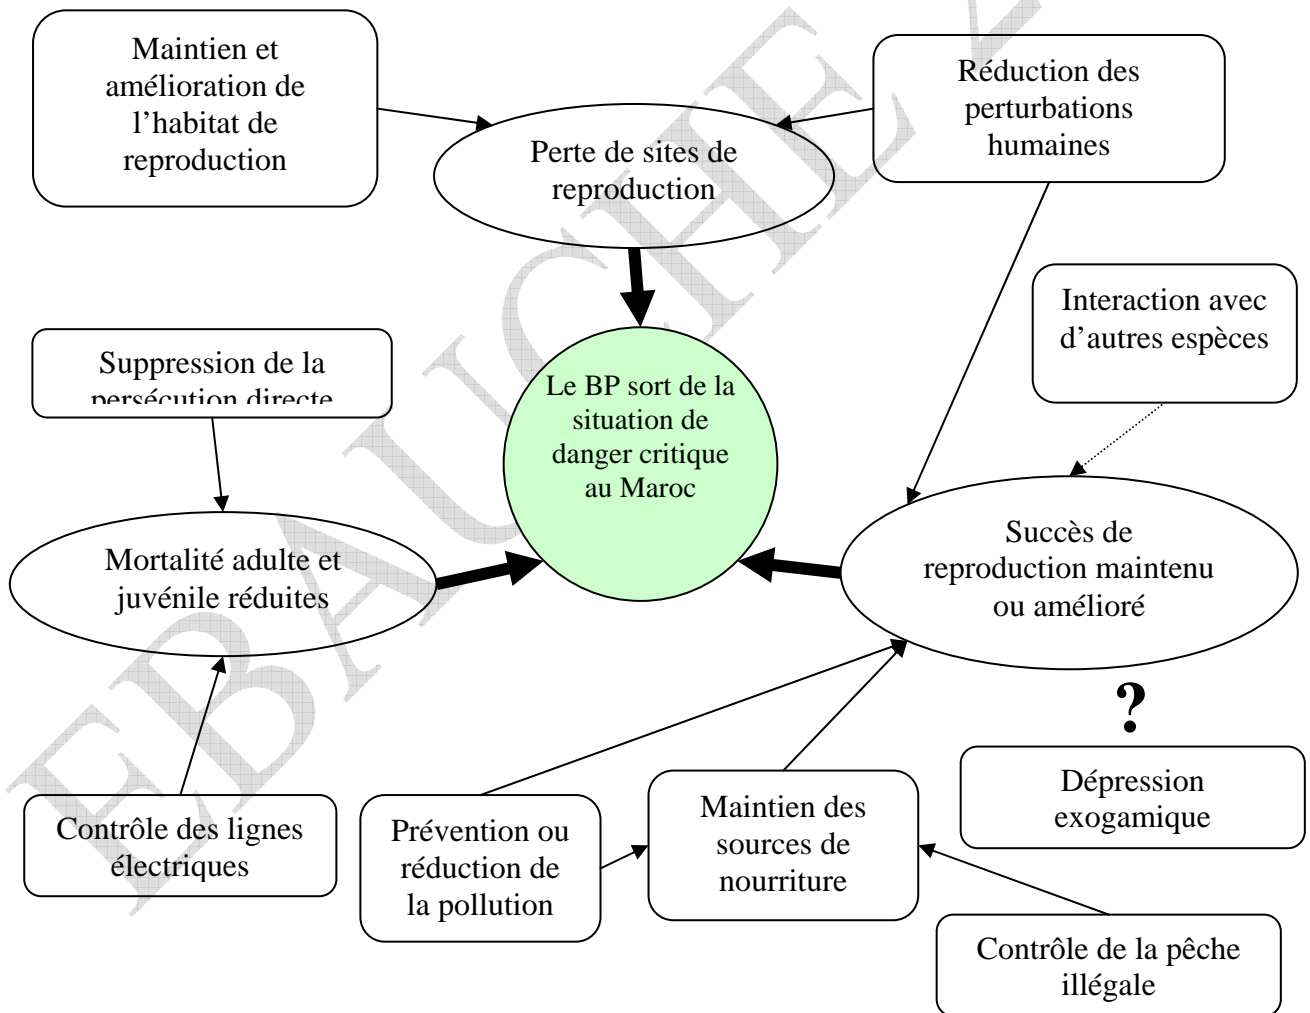 Maintien et
amélioration de
l’habitat de
reproduction
Réduction des
perturbations
humaines
Perte de sites de
reproduction
Interaction avec
d’autres espèces
Suppression de la
persécution directe
Le BP sort de la
situation de
danger critique
au Maroc
Mortalité adulte et
juvénile réduites
Succès de
reproduction maintenu
ou amélioré
?
Dépression
exogamique
Contrôle des lignes
électriques
Prévention ou
réduction de
la pollution
Maintien des
sources de
nourriture
Contrôle de la pêche
illégale
EBAUCHE 2